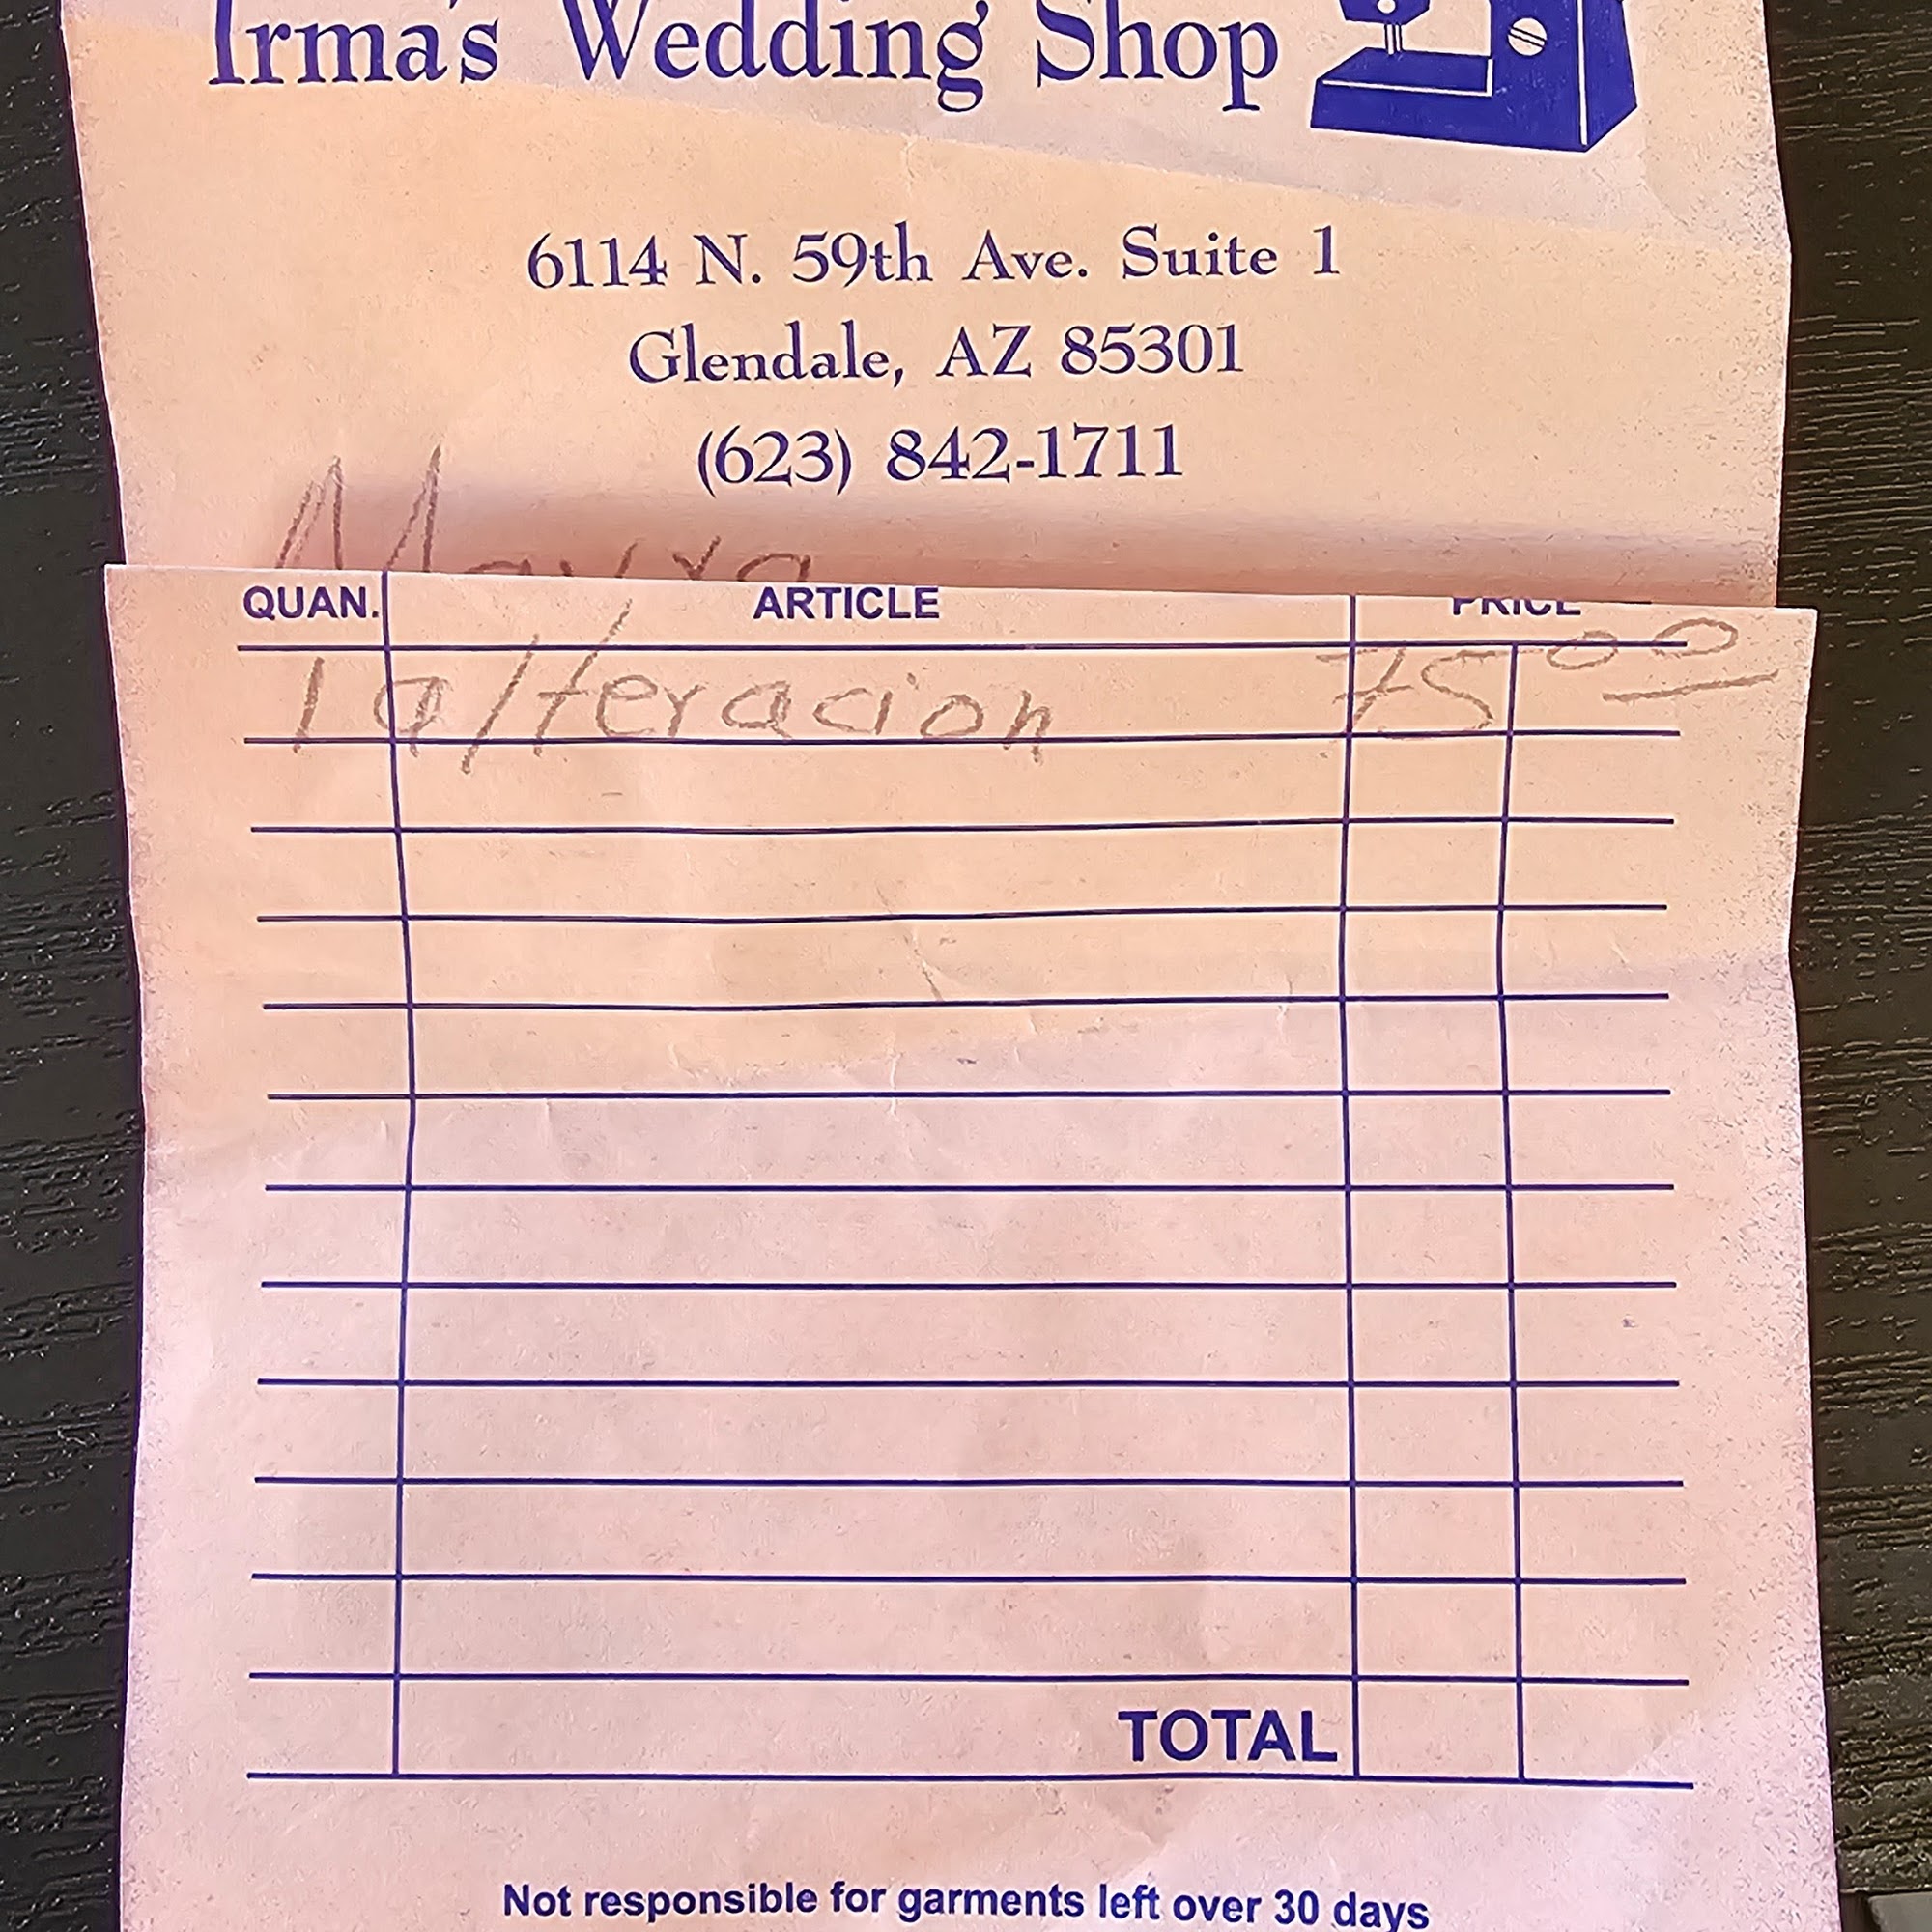 Irma's Wedding Shop
6114 N. 59th Ave. Suite 1
Glendale, AZ 85301
(623) 842-1711
Mayra
QUAN. ARTICLE PRICE
1 alteracion 75 00
TOTAL
Not responsible for garments left over 30 days